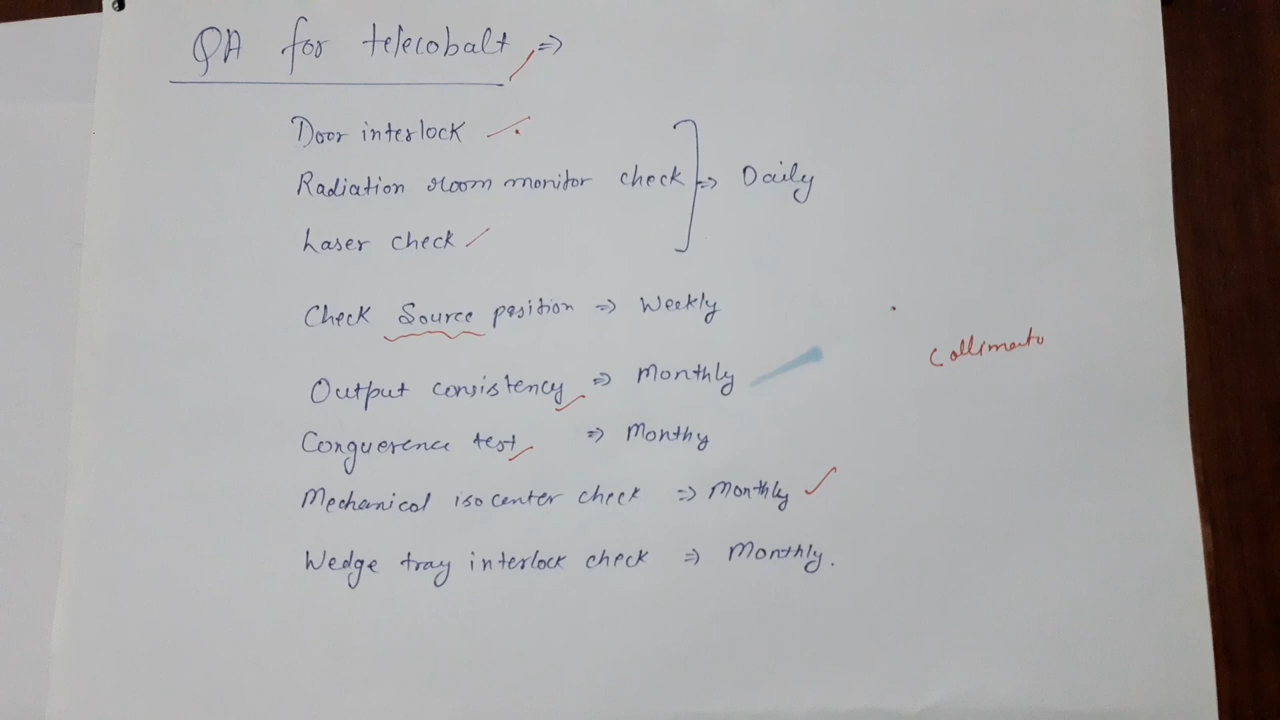 QA for telecobalt ⇒
Door interlock
Radiation room monitor check ⇒ Daily
Laser check
Check Source position ⇒ Weekly
Output consistency ⇒ Monthly
Collimato
Conguerence test ⇒ Monthy
Mechanical isocenter check ⇒ Monthly
Wedge tray interlock check ⇒ Monthly.